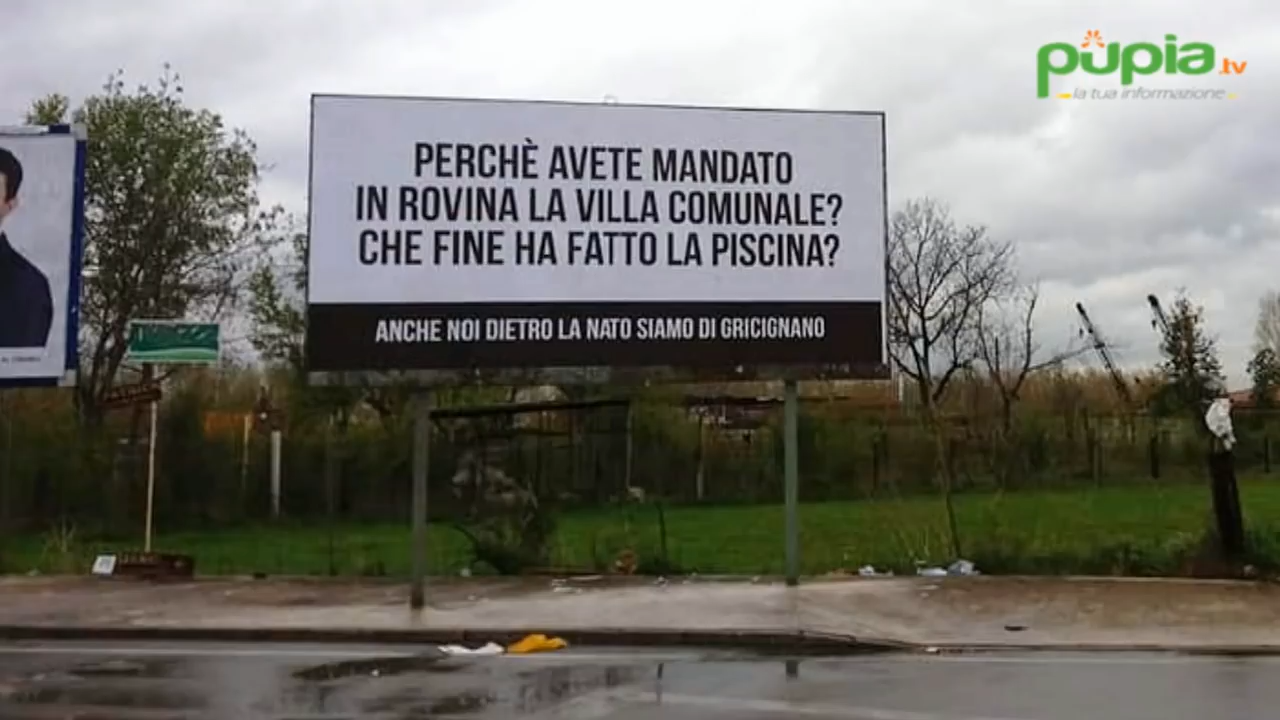 pupia.tv
la tua informazione
PERCHÈ AVETE MANDATO
IN ROVINA LA VILLA COMUNALE?
CHE FINE HA FATTO LA PISCINA?
ANCHE NOI DIETRO LA NATO SIAMO DI GRICIGNANO